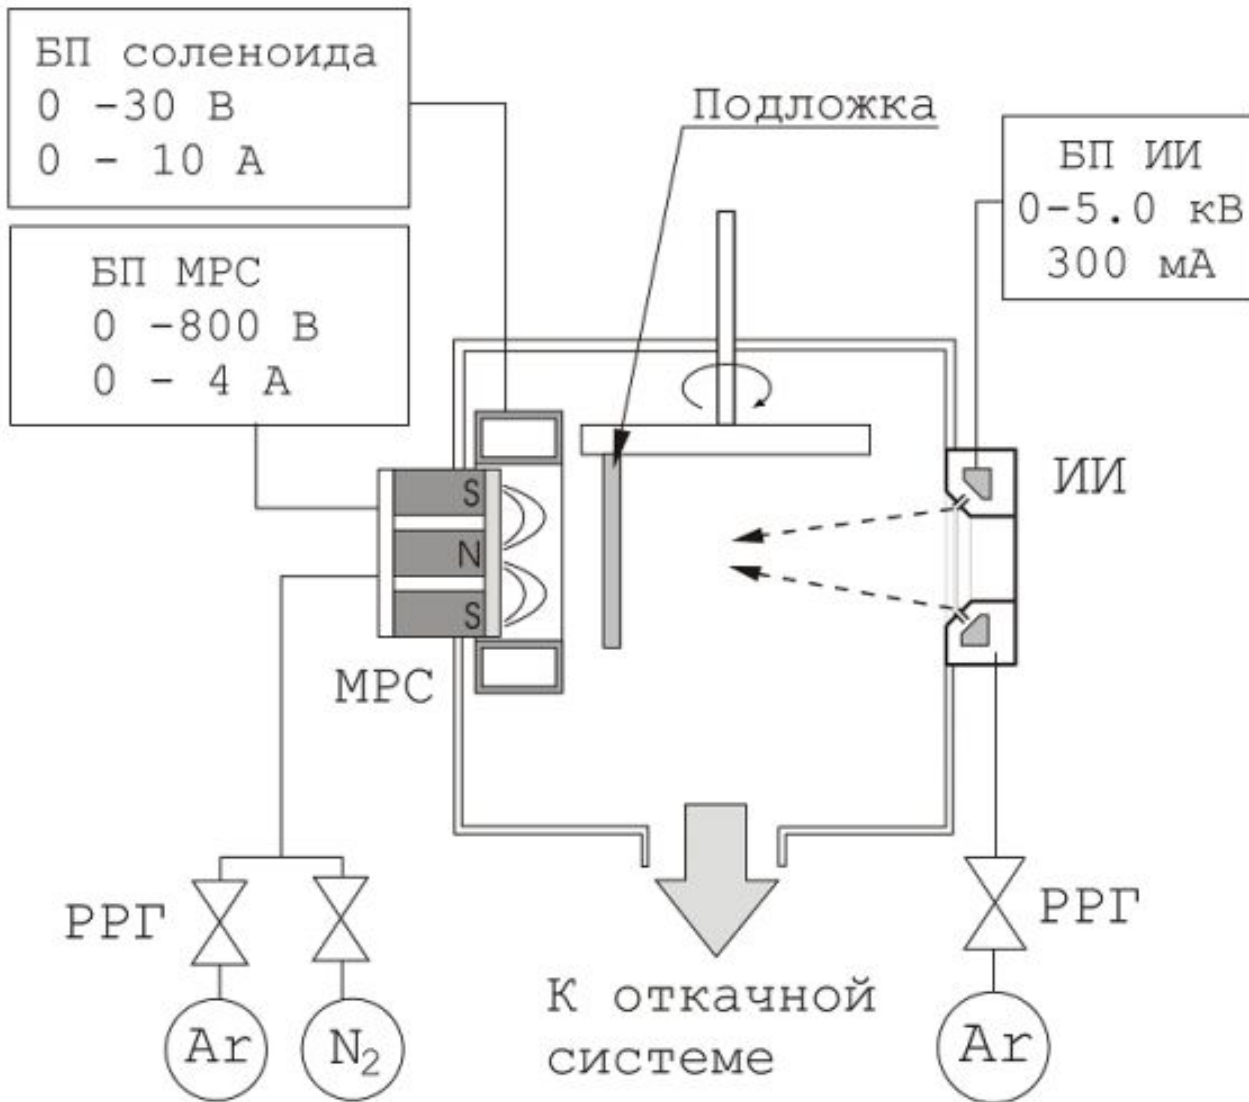 БП соленоида
0 -30 В
0 - 10 А
Подложка
БП ИИ
0-5.0 кВ
300 мА
БП МРС
0 -800 В
0 - 4 А
ИИ
S
N
S
МРС
РРГ
РРГ
Ar
N₂
К откачной
системе
Ar